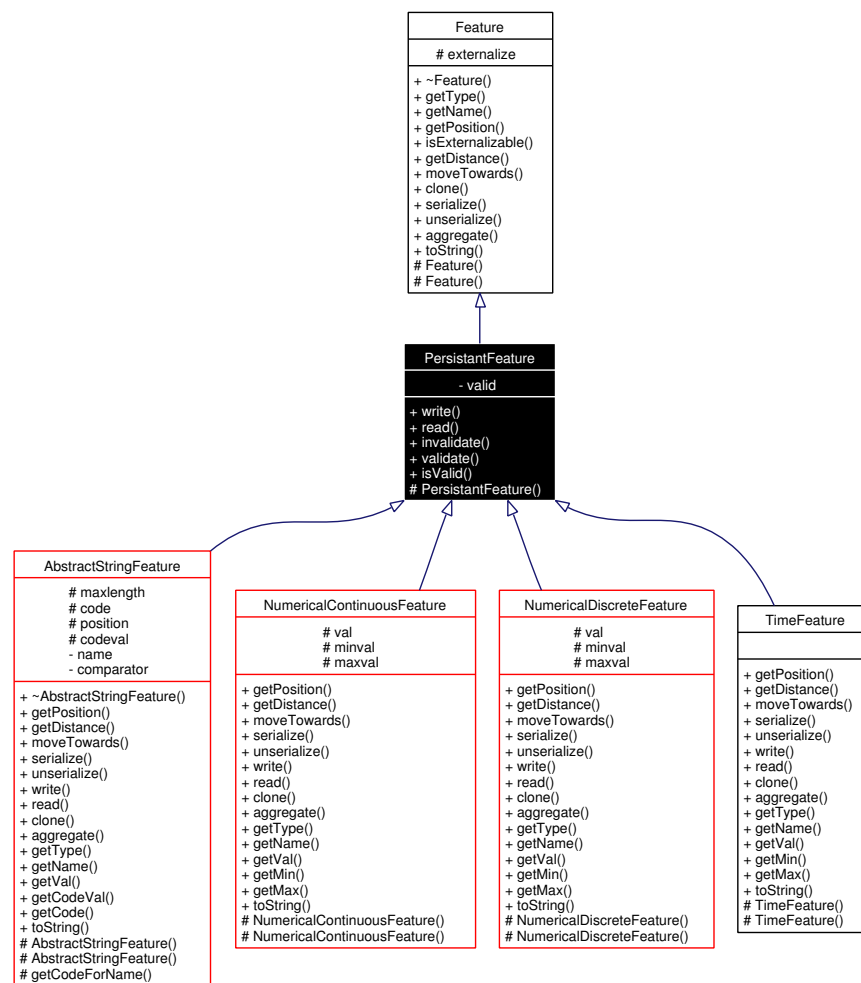 Feature
# externalize
+ ~Feature()
+ getType()
+ getName()
+ getPosition()
+ isExternalizable()
+ getDistance()
+ moveTowards()
+ clone()
+ serialize()
+ unserialize()
+ aggregate()
+ toString()
# Feature()
# Feature()
PersistantFeature
- valid
+ write()
+ read()
+ invalidate()
+ validate()
+ isValid()
# PersistantFeature()
AbstractStringFeature
# maxlength
# code
# position
# codeval
- name
- comparator
+ ~AbstractStringFeature()
+ getPosition()
+ getDistance()
+ moveTowards()
+ serialize()
+ unserialize()
+ write()
+ read()
+ clone()
+ aggregate()
+ getType()
+ getName()
+ getVal()
+ getCodeVal()
+ getCode()
+ toString()
# AbstractStringFeature()
# AbstractStringFeature()
# getCodeForName()
NumericalContinuousFeature
# val
# minval
# maxval
+ getPosition()
+ getDistance()
+ moveTowards()
+ serialize()
+ unserialize()
+ write()
+ read()
+ clone()
+ aggregate()
+ getType()
+ getName()
+ getVal()
+ getMin()
+ getMax()
+ toString()
# NumericalContinuousFeature()
# NumericalContinuousFeature()
NumericalDiscreteFeature
# val
# minval
# maxval
+ getPosition()
+ getDistance()
+ moveTowards()
+ serialize()
+ unserialize()
+ write()
+ read()
+ clone()
+ aggregate()
+ getType()
+ getName()
+ getVal()
+ getMin()
+ getMax()
+ toString()
# NumericalDiscreteFeature()
# NumericalDiscreteFeature()
TimeFeature
+ getPosition()
+ getDistance()
+ moveTowards()
+ serialize()
+ unserialize()
+ write()
+ read()
+ clone()
+ aggregate()
+ getType()
+ getName()
+ getVal()
+ getMin()
+ getMax()
+ toString()
# TimeFeature()
# TimeFeature()